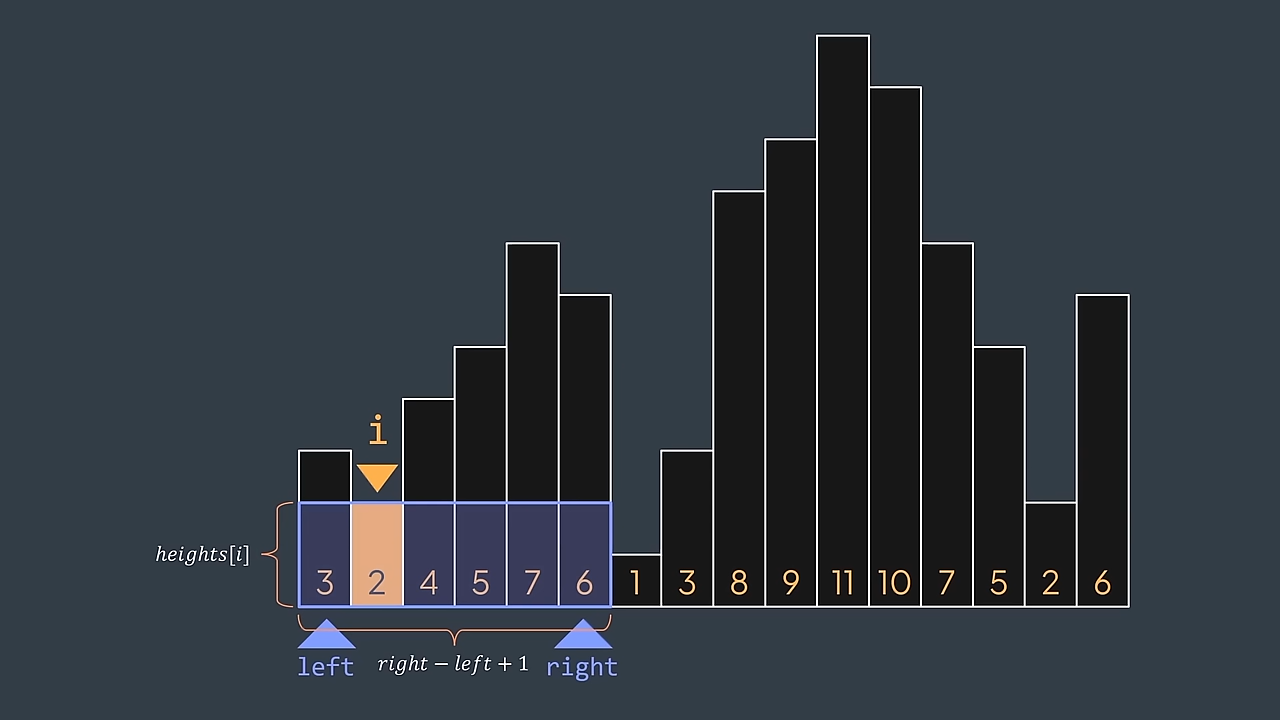 i
heights[i]
3 2 4 5 7 6 1 3 8 9 11 10 7 5 2 6
left right − left + 1 right